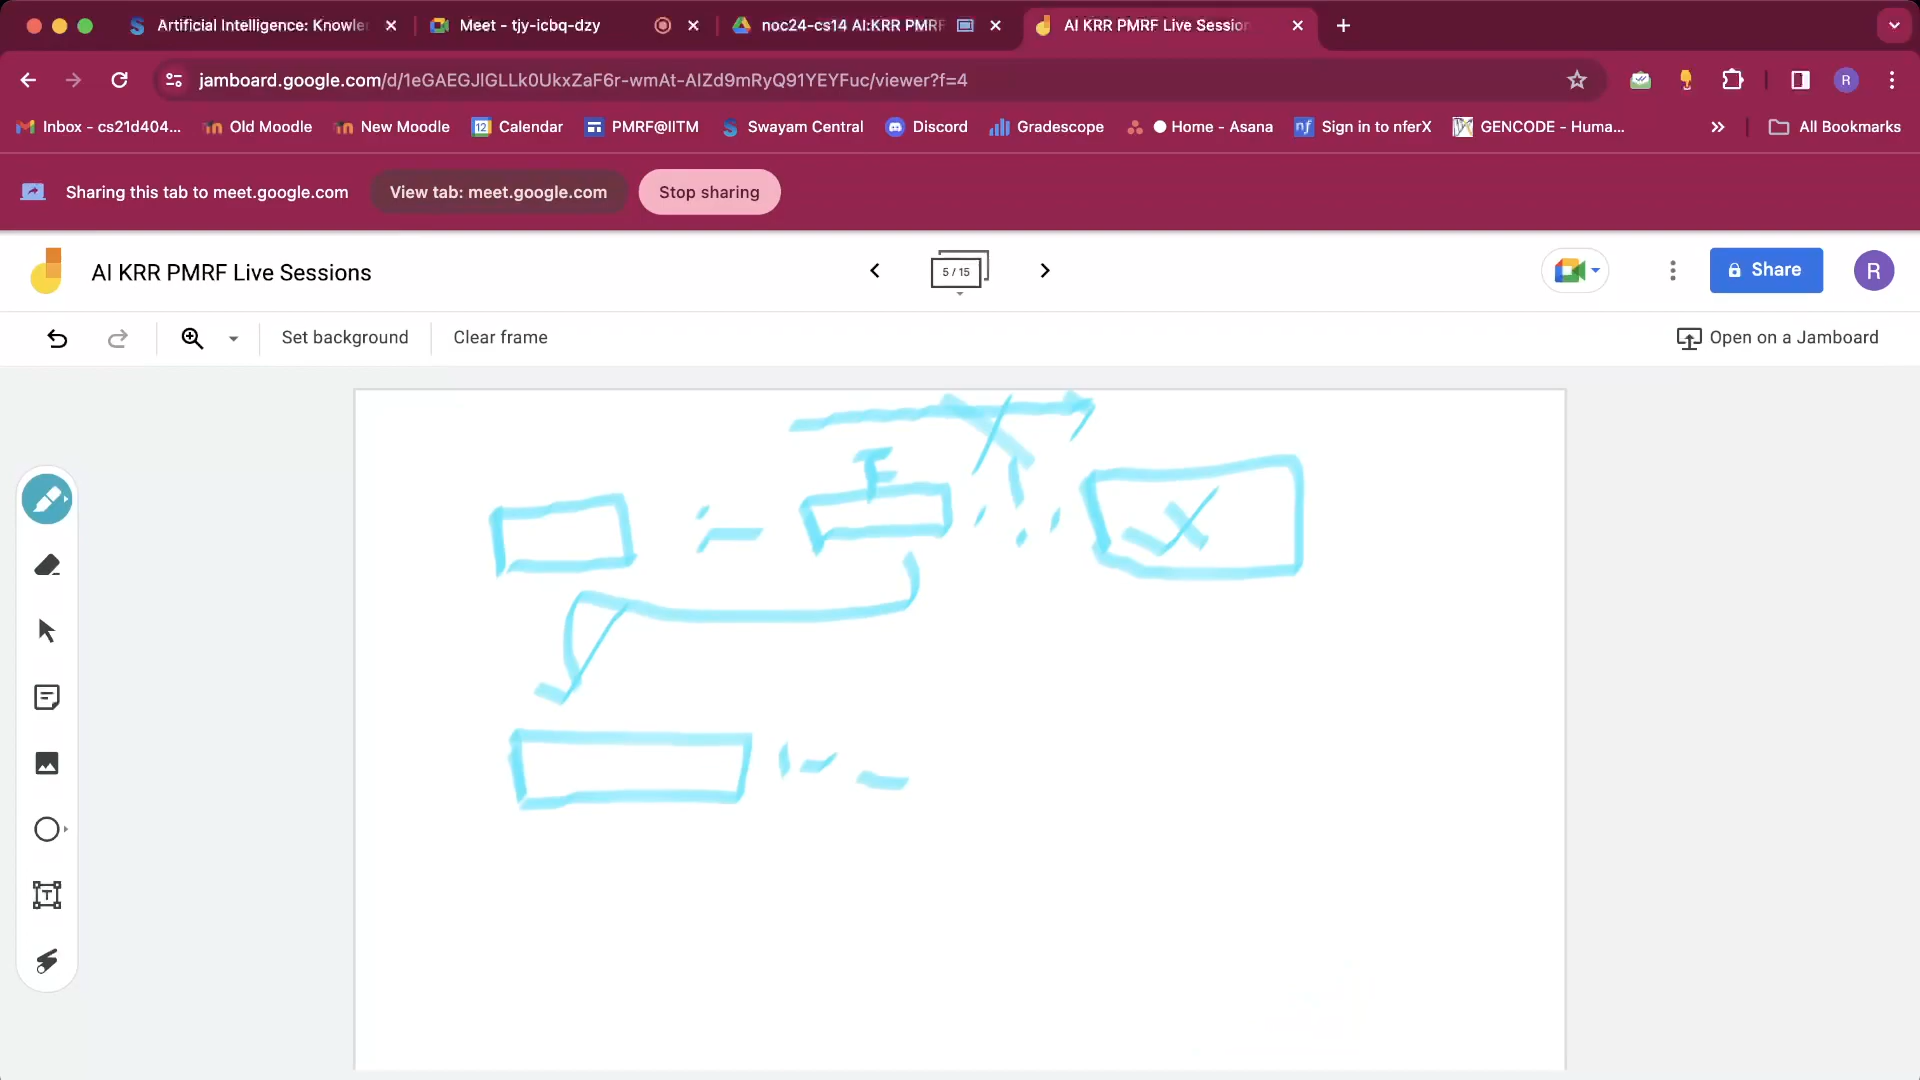 Artificial Intelligence: Knowle
Meet - tjy-icbq-dzy
noc24-cs14 AI:KRR PMRF
AI KRR PMRF Live Session
jamboard.google.com/d/1eGAEGJlGLLk0UkxZaF6r-wmAt-AIZd9mRyQ91YEYFuc/viewer?f=4
R
Inbox - cs21d404...
Old Moodle
New Moodle
12 Calendar
PMRF@IITM
Swayam Central
Discord
Gradescope
Home - Asana
nf Sign in to nferX
GENCODE - Huma...
All Bookmarks
Sharing this tab to meet.google.com
View tab: meet.google.com
Stop sharing
AI KRR PMRF Live Sessions
5 / 15
Share
R
Set background
Clear frame
Open on a Jamboard